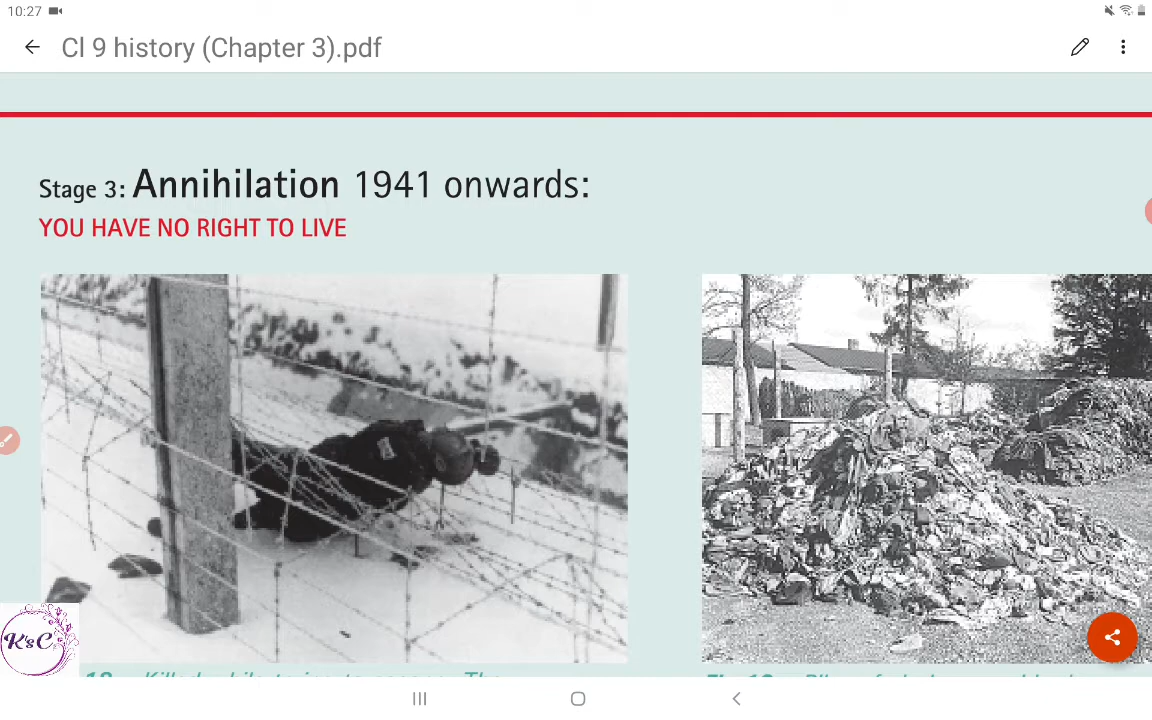 10:27
Cl 9 history (Chapter 3).pdf
Stage 3: Annihilation 1941 onwards:
YOU HAVE NO RIGHT TO LIVE
K's C